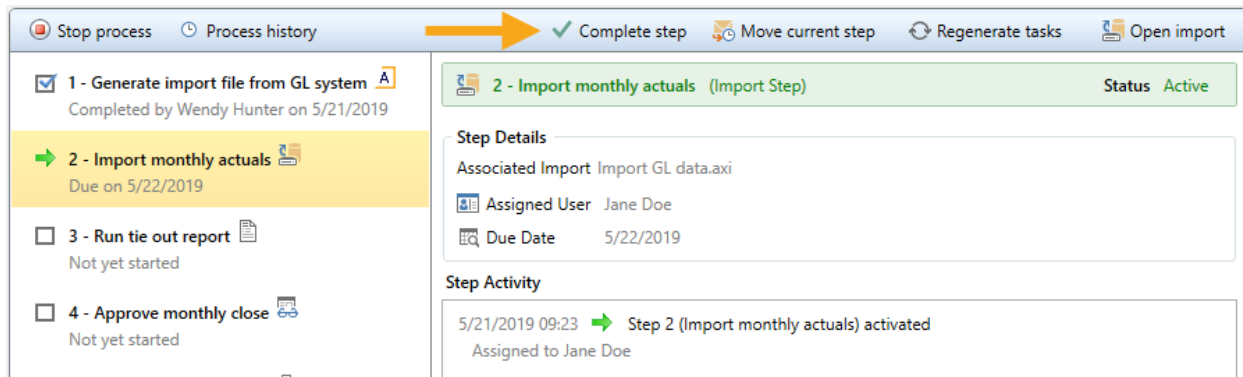 Stop process Process history Complete step Move current step Regenerate tasks Open import
1 - Generate import file from GL system A
Completed by Wendy Hunter on 5/21/2019
2 - Import monthly actuals
Due on 5/22/2019
3 - Run tie out report
Not yet started
4 - Approve monthly close
Not yet started
2 - Import monthly actuals (Import Step) Status Active
Step Details
Associated Import Import GL data.axi
Assigned User Jane Doe
Due Date 5/22/2019
Step Activity
5/21/2019 09:23 Step 2 (Import monthly actuals) activated
Assigned to Jane Doe